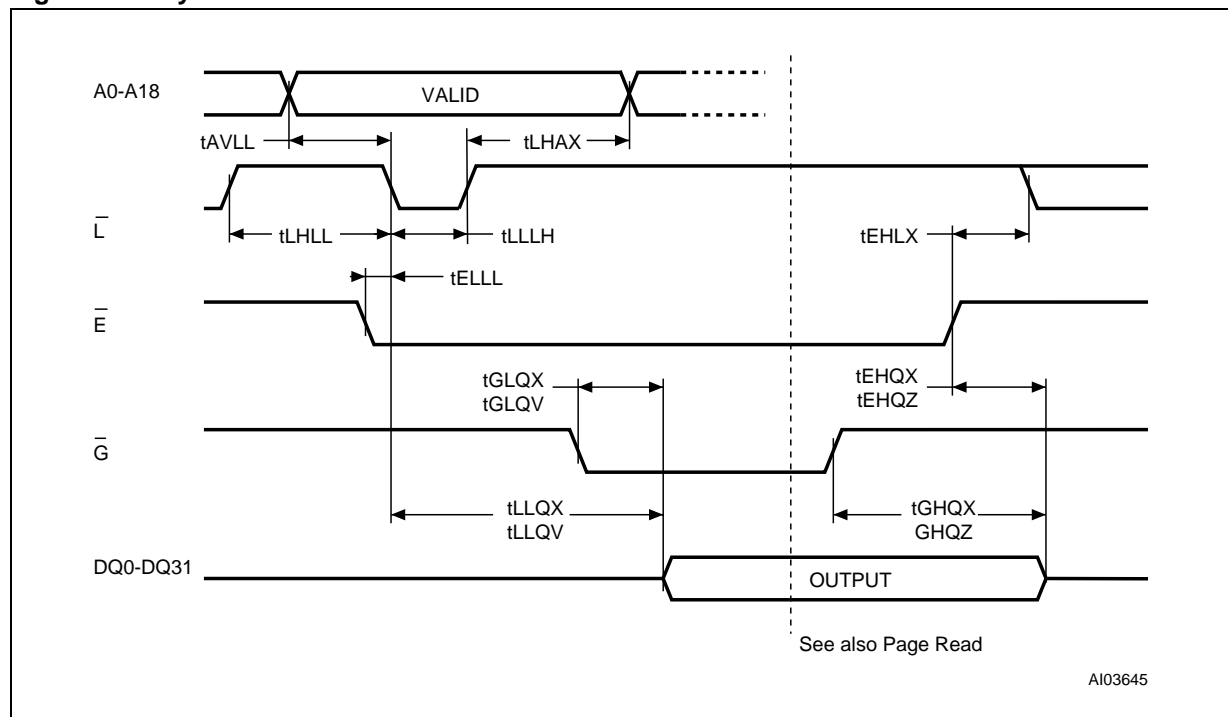 A0-A18
VALID
tAVLL
tLHAX
L
tLHLL
tLLLH
tEHLX
tELLL
E
tGLQX
tGLQV
tEHQX
tEHQZ
G
tLLQX
tLLQV
tGHQX
GHQZ
DQ0-DQ31
OUTPUT
See also Page Read
AI03645